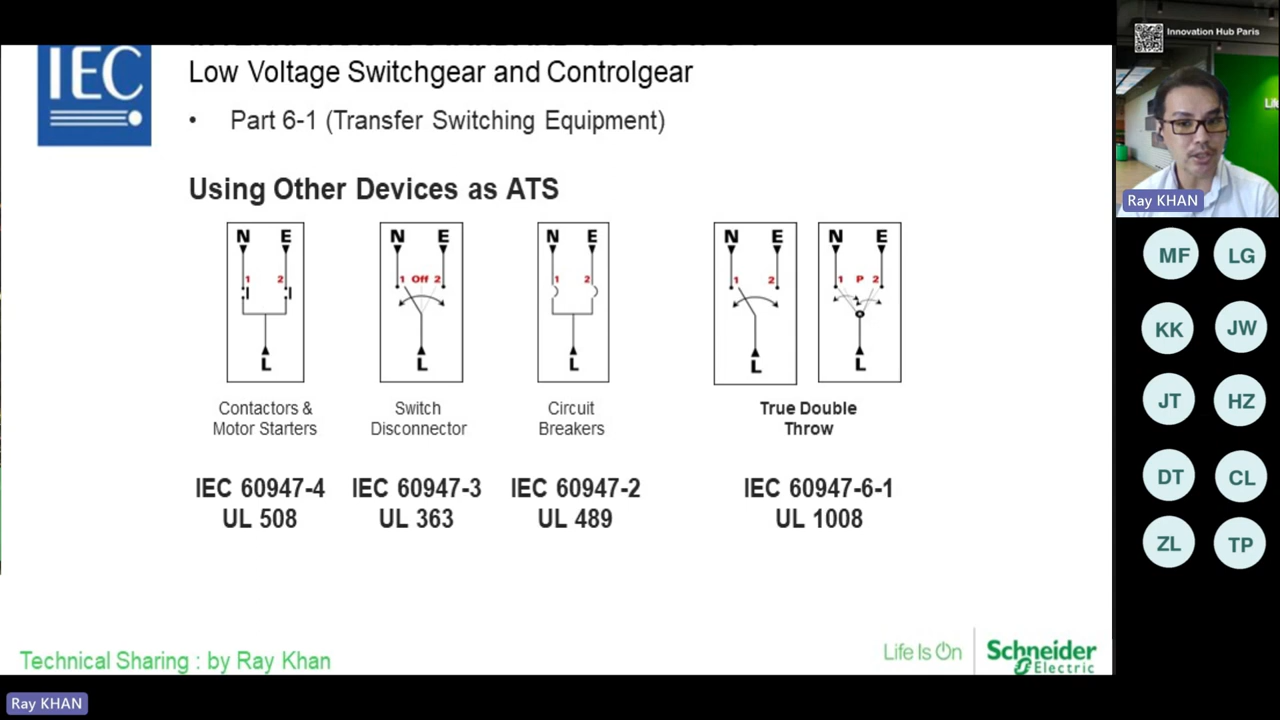 IEC
Low Voltage Switchgear and Controlgear
• Part 6-1 (Transfer Switching Equipment)
Using Other Devices as ATS
N E
1 2
L
N E
1 Off 2
L
N E
1 2
L
N E
1 2
L
N E
1 P 2
L
Contactors &
Motor Starters
Switch
Disconnector
Circuit
Breakers
True Double
Throw
IEC 60947-4
UL 508
IEC 60947-3
UL 363
IEC 60947-2
UL 489
IEC 60947-6-1
UL 1008
Technical Sharing : by Ray Khan
Life Is On
Schneider
Electric
Innovation Hub Paris
Ray KHAN
MF
LG
KK
JW
JT
HZ
DT
CL
ZL
TP
Ray KHAN